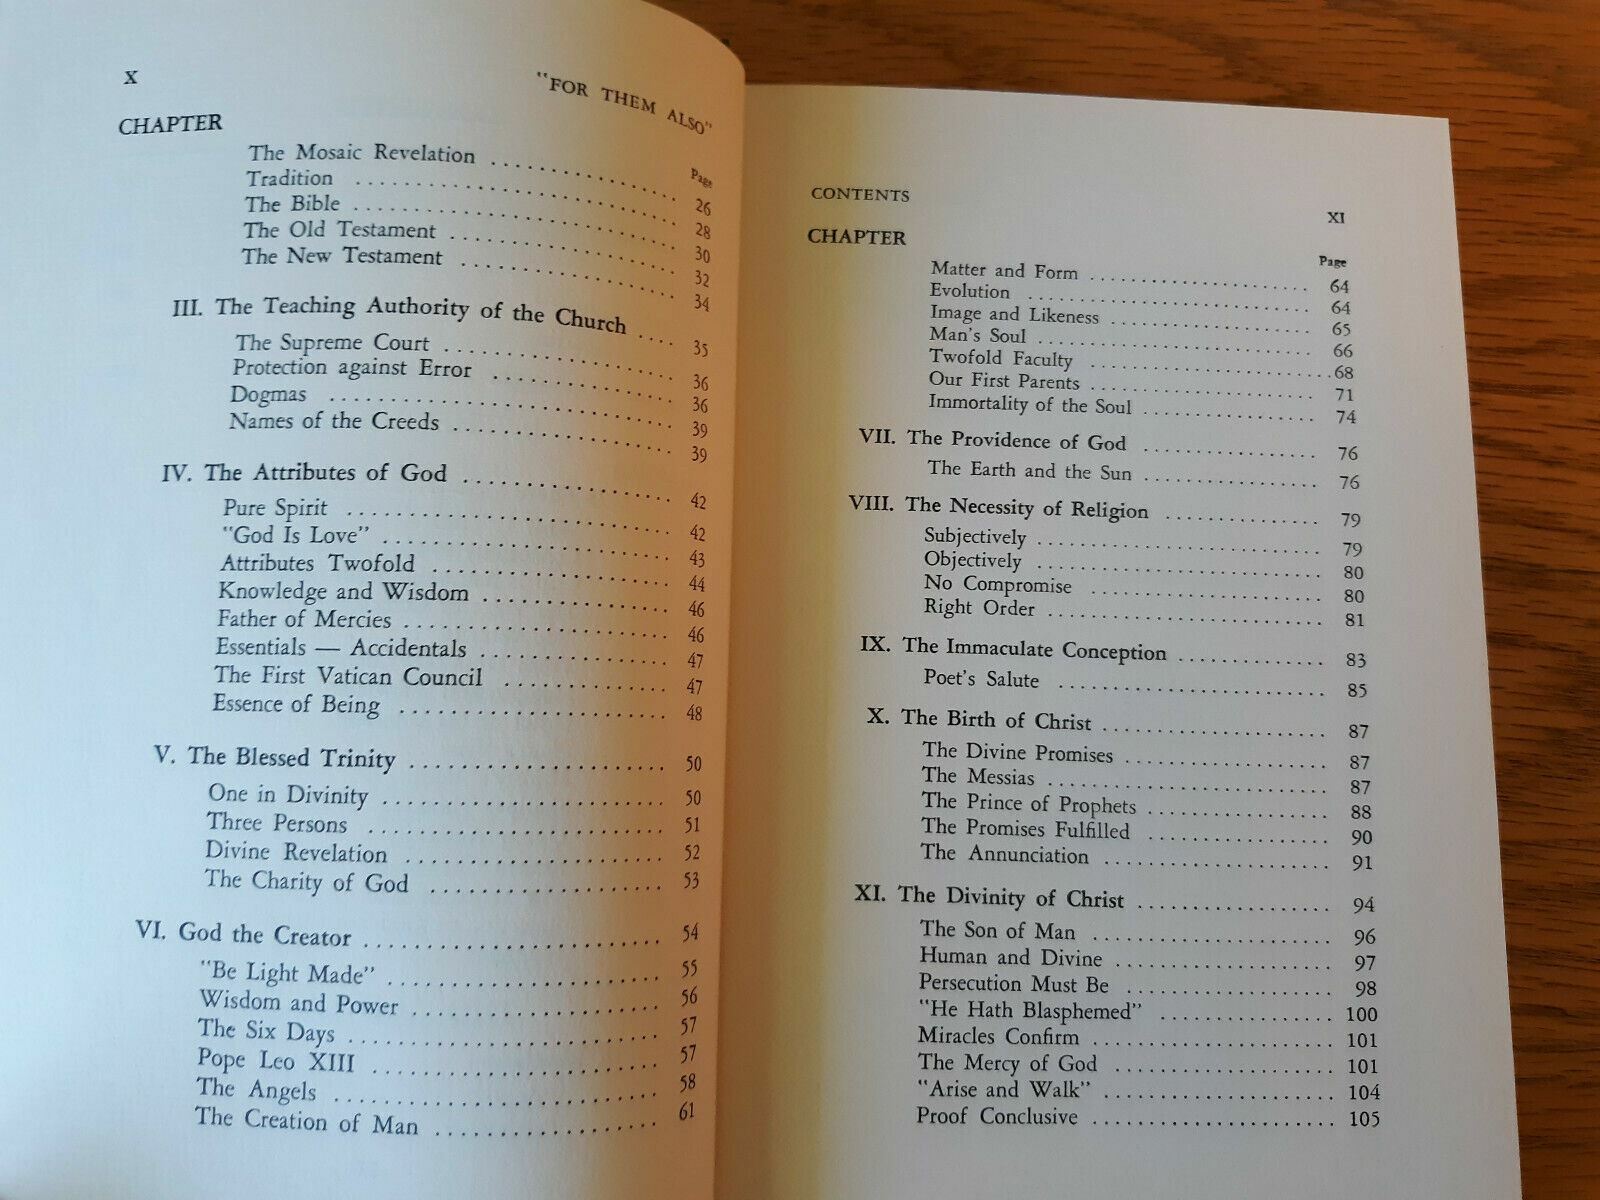 X "FOR THEM ALSO"
CHAPTER
Page
The Mosaic Revelation 26
Tradition 28
The Bible 30
The Old Testament 32
The New Testament 34
III. The Teaching Authority of the Church 35
The Supreme Court 36
Protection against Error 36
Dogmas 39
Names of the Creeds 39
IV. The Attributes of God 42
Pure Spirit 42
"God Is Love" 43
Attributes Twofold 44
Knowledge and Wisdom 46
Father of Mercies 46
Essentials — Accidentals 47
The First Vatican Council 47
Essence of Being 48
V. The Blessed Trinity 50
One in Divinity 50
Three Persons 51
Divine Revelation 52
The Charity of God 53
VI. God the Creator 54
"Be Light Made" 55
Wisdom and Power 56
The Six Days 57
Pope Leo XIII 57
The Angels 58
The Creation of Man 61
CONTENTS XI
CHAPTER
Page
Matter and Form 64
Evolution 64
Image and Likeness 65
Man's Soul 66
Twofold Faculty 68
Our First Parents 71
Immortality of the Soul 74
VII. The Providence of God 76
The Earth and the Sun 76
VIII. The Necessity of Religion 79
Subjectively 79
Objectively 80
No Compromise 80
Right Order 81
IX. The Immaculate Conception 83
Poet's Salute 85
X. The Birth of Christ 87
The Divine Promises 87
The Messias 87
The Prince of Prophets 88
The Promises Fulfilled 90
The Annunciation 91
XI. The Divinity of Christ 94
The Son of Man 96
Human and Divine 97
Persecution Must Be 98
"He Hath Blasphemed" 100
Miracles Confirm 101
The Mercy of God 101
"Arise and Walk" 104
Proof Conclusive 105